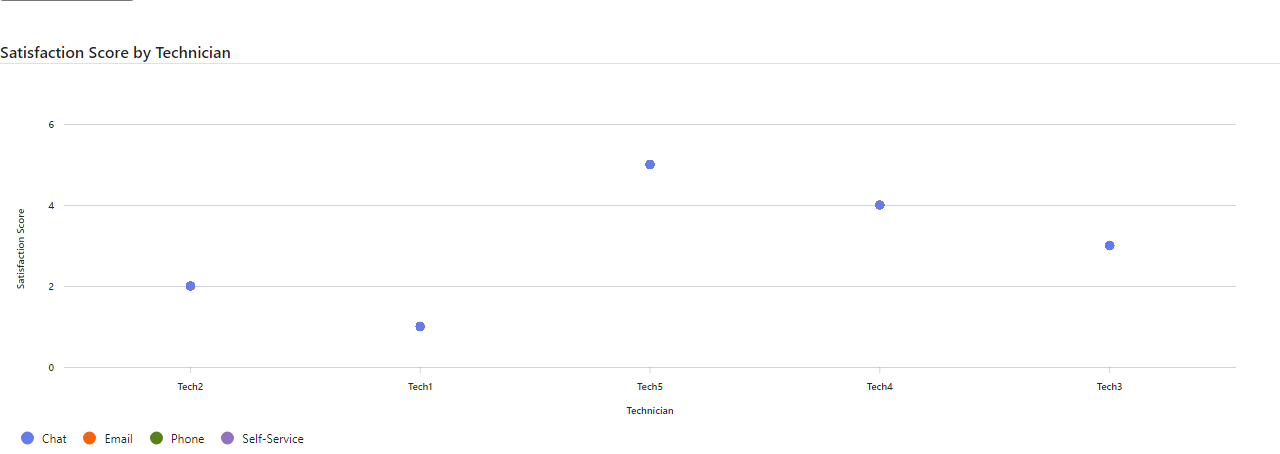 Satisfaction Score by Technician
6
4
2
0
Satisfaction Score
Tech2 Tech1 Tech5 Tech4 Tech3
Technician
Chat Email Phone Self-Service